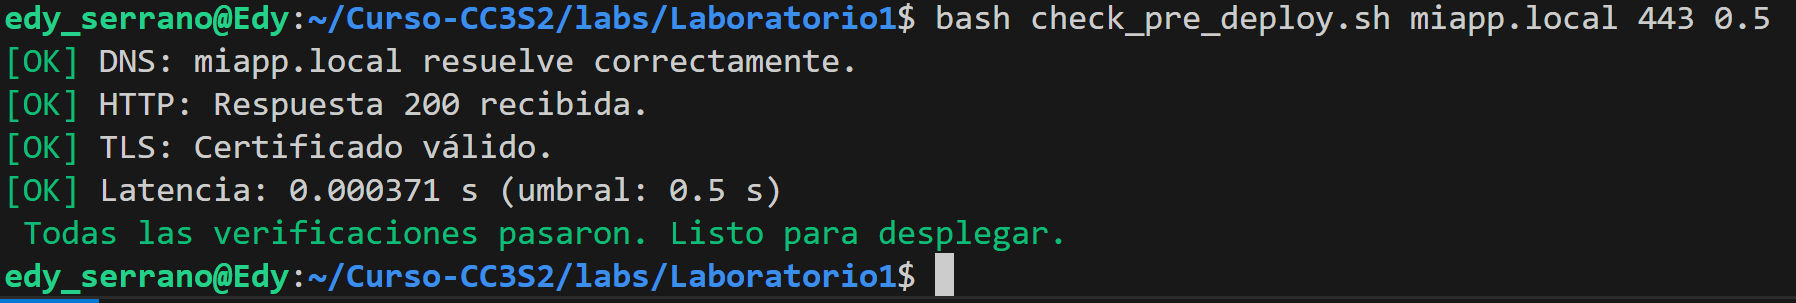 edy_serrano@Edy:~/Curso-CC3S2/labs/Laboratorio1$ bash check_pre_deploy.sh miapp.local 443 0.5
[OK] DNS: miapp.local resuelve correctamente.
[OK] HTTP: Respuesta 200 recibida.
[OK] TLS: Certificado válido.
[OK] Latencia: 0.000371 s (umbral: 0.5 s)
Todas las verificaciones pasaron. Listo para desplegar.
edy_serrano@Edy:~/Curso-CC3S2/labs/Laboratorio1$